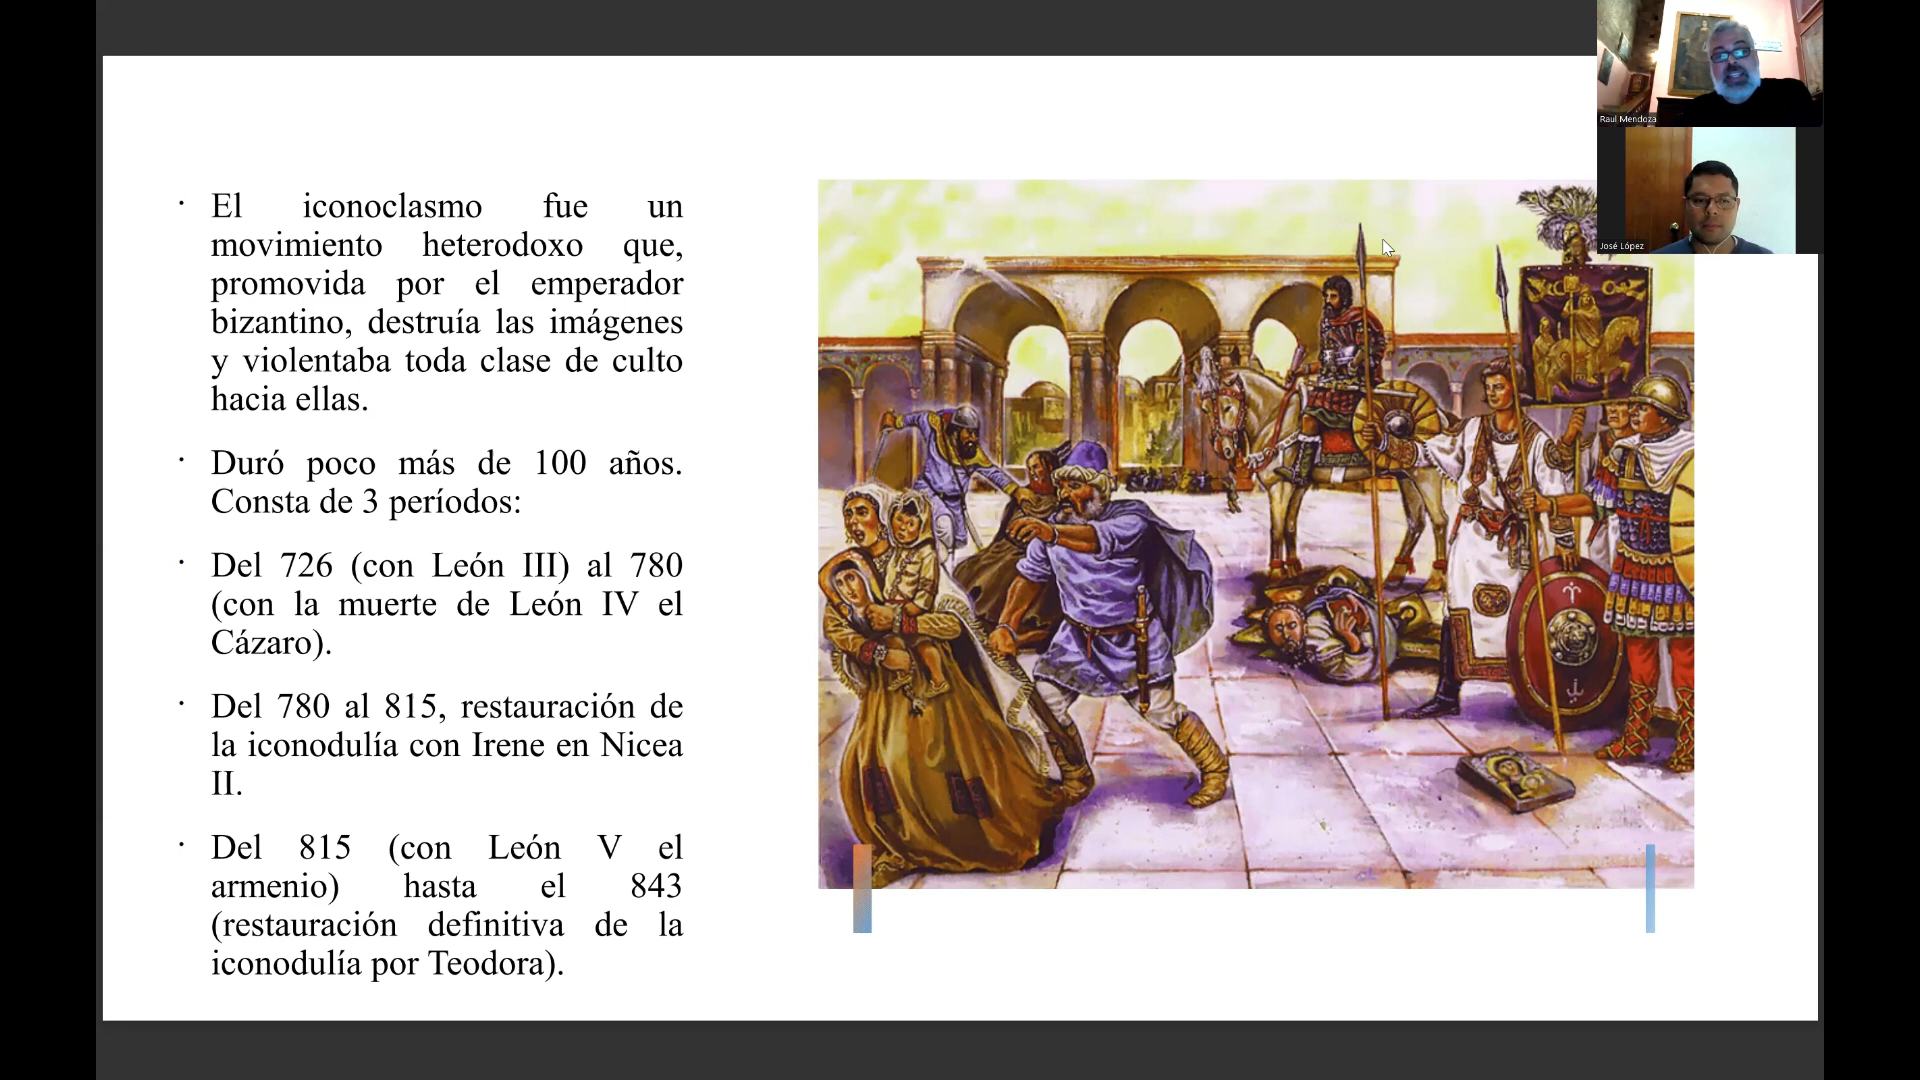 El iconoclasmo fue un
movimiento heterodoxo que,
promovida por el emperador
bizantino, destruía las imágenes
y violentaba toda clase de culto
hacia ellas.
Duró poco más de 100 años.
Consta de 3 períodos:
Del 726 (con León III) al 780
(con la muerte de León IV el
Cázaro).
Del 780 al 815, restauración de
la iconodulía con Irene en Nicea
II.
Del 815 (con León V el
armenio) hasta el 843
(restauración definitiva de la
iconodulía por Teodora).
Raul Mendoza
José López